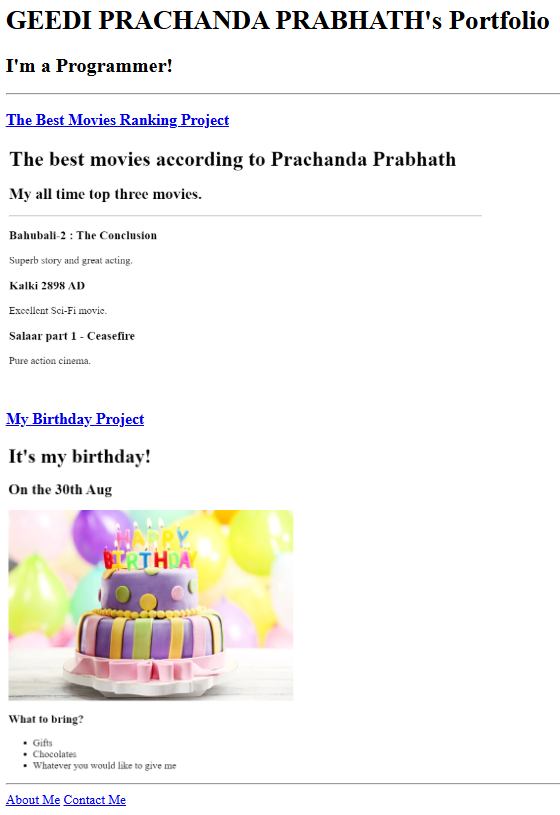 GEEDI PRACHANDA PRABHATH's Portfolio
I'm a Programmer!
The Best Movies Ranking Project
The best movies according to Prachanda Prabhath
My all time top three movies.
Bahubali-2 : The Conclusion
Superb story and great acting.
Kalki 2898 AD
Excellent Sci-Fi movie.
Salaar part 1 - Ceasefire
Pure action cinema.
My Birthday Project
It's my birthday!
On the 30th Aug
HAPPY
BIRTHDAY
What to bring?
Gifts
Chocolates
Whatever you would like to give me
About Me Contact Me